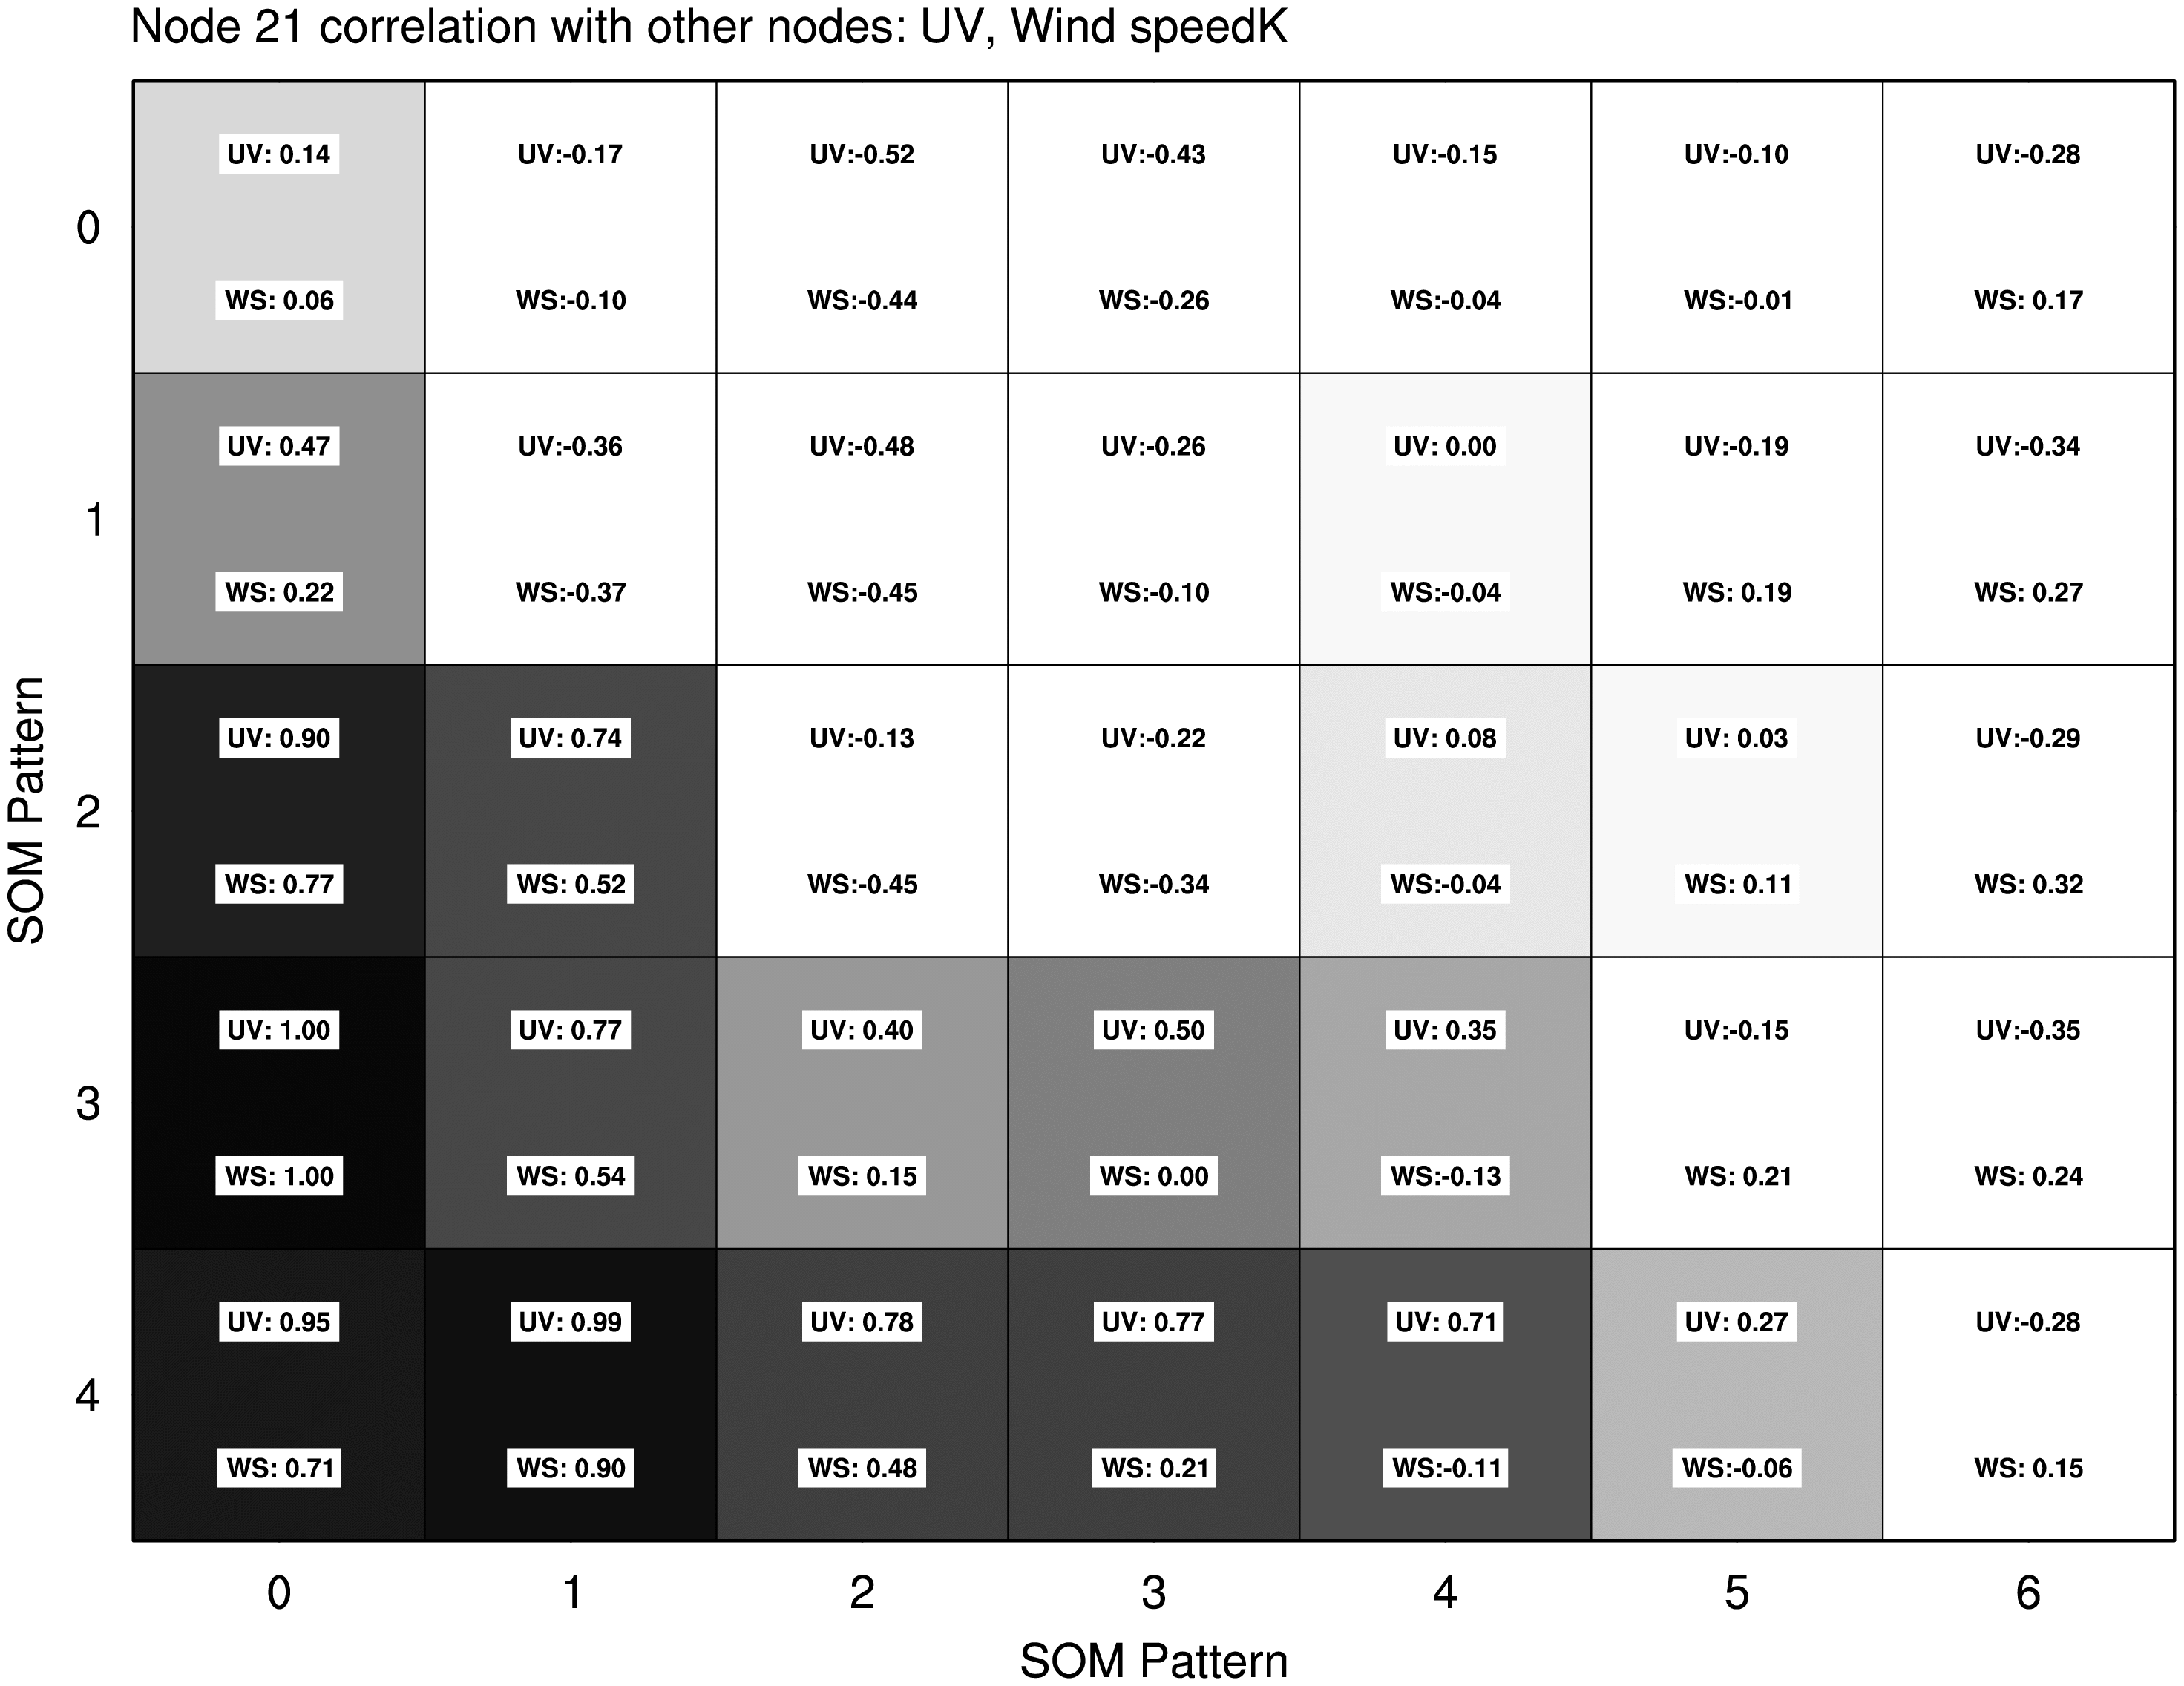 Node 21 correlation with other nodes: UV, Wind speedK
UV: 0.14 UV:-0.17 UV:-0.52 UV:-0.43 UV:-0.15 UV:-0.10 UV:-0.28
0
WS: 0.06 WS:-0.10 WS:-0.44 WS:-0.26 WS:-0.04 WS:-0.01 WS: 0.17
UV: 0.47 UV:-0.36 UV:-0.48 UV:-0.26 UV: 0.00 UV:-0.19 UV:-0.34
1
WS: 0.22 WS:-0.37 WS:-0.45 WS:-0.10 WS:-0.04 WS: 0.19 WS: 0.27
UV: 0.90 UV: 0.74 UV:-0.13 UV:-0.22 UV: 0.08 UV: 0.03 UV:-0.29
2
WS: 0.77 WS: 0.52 WS:-0.45 WS:-0.34 WS:-0.04 WS: 0.11 WS: 0.32
UV: 1.00 UV: 0.77 UV: 0.40 UV: 0.50 UV: 0.35 UV:-0.15 UV:-0.35
3
WS: 1.00 WS: 0.54 WS: 0.15 WS: 0.00 WS:-0.13 WS: 0.21 WS: 0.24
UV: 0.95 UV: 0.99 UV: 0.78 UV: 0.77 UV: 0.71 UV: 0.27 UV:-0.28
4
WS: 0.71 WS: 0.90 WS: 0.48 WS: 0.21 WS:-0.11 WS:-0.06 WS: 0.15
SOM Pattern
0 1 2 3 4 5 6
SOM Pattern